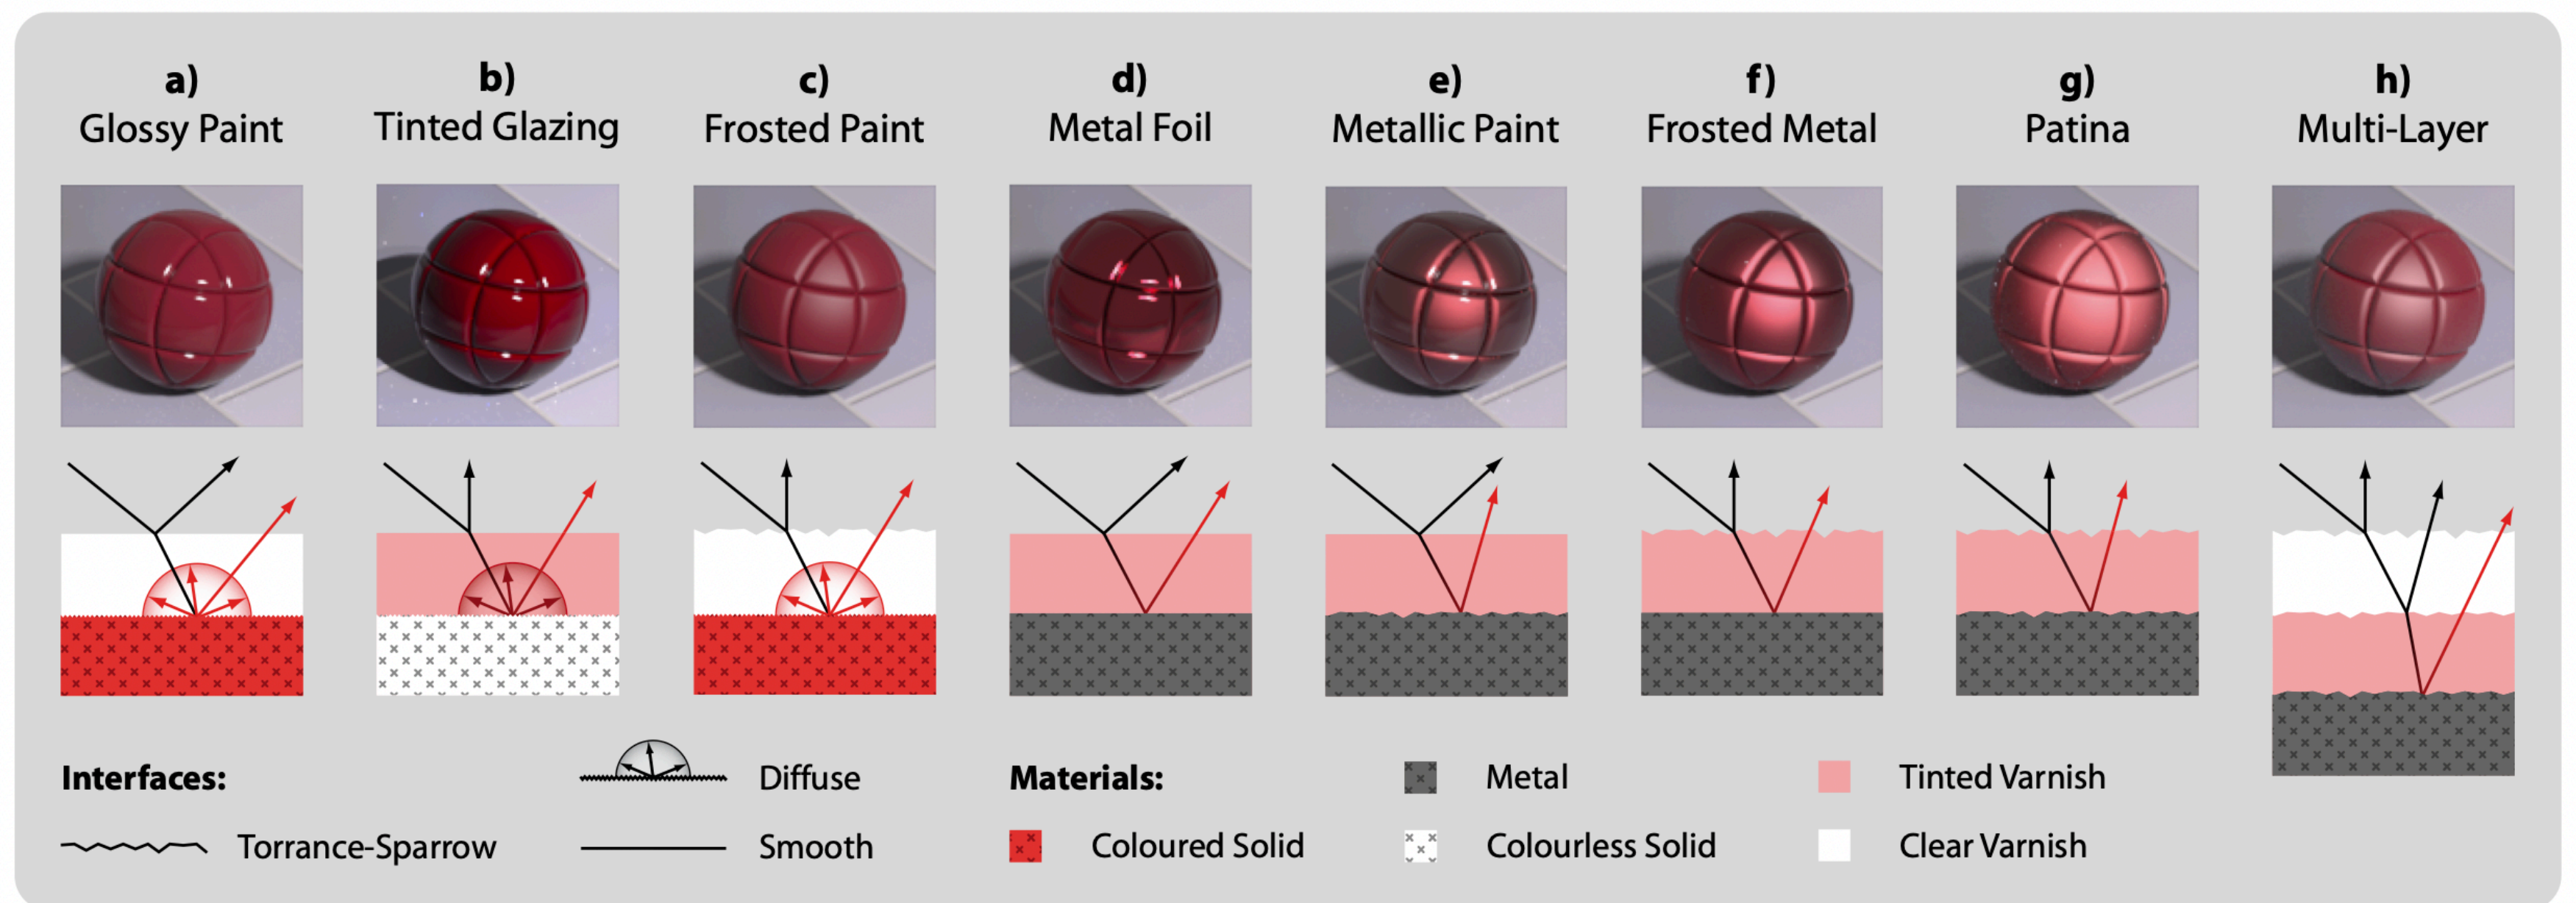 a)
Glossy Paint
b)
Tinted Glazing
c)
Frosted Paint
d)
Metal Foil
e)
Metallic Paint
f)
Frosted Metal
g)
Patina
h)
Multi-Layer
Interfaces:
Diffuse
Torrance-Sparrow
Smooth
Materials:
Metal
Tinted Varnish
Coloured Solid
Colourless Solid
Clear Varnish